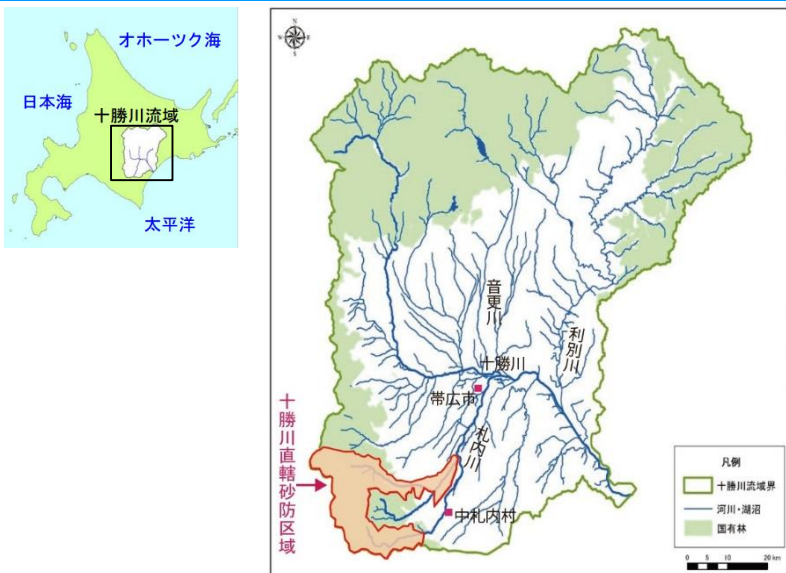 オホーツク海
日本海
十勝川流域
太平洋
N
W
E
S
音更川
利別川
十勝川
帯広市
札内川
十勝川直轄砂防区域
中札内村
凡例
十勝川流域界
河川・湖沼
国有林
0 5 10 20 km